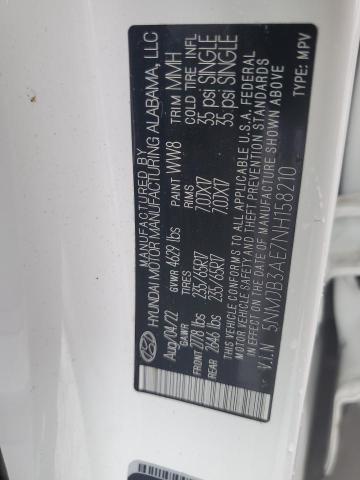 MANUFACTURED BY
HYUNDAI MOTOR MANUFACTURING ALABAMA, LLC
Aug/04/22 GVWR 4629 lbs PAINT WW8 TRIM MMH
GAWR TIRES RIMS COLD TIRE INFL
FRONT 2778 lbs 235/65R17 7.0JX17 35 psi SINGLE
REAR 2646 lbs 235/65R17 7.0JX17 35 psi SINGLE
THIS VEHICLE CONFORMS TO ALL APPLICABLE U.S.A. FEDERAL
MOTOR VEHICLE SAFETY, BUMPER, AND THEFT PREVENTION
STANDARDS IN EFFECT ON THE DATE OF MANUFACTURE SHOWN ABOVE
V.I.N 5NMJB3AE7NH158210 TYPE: MPV